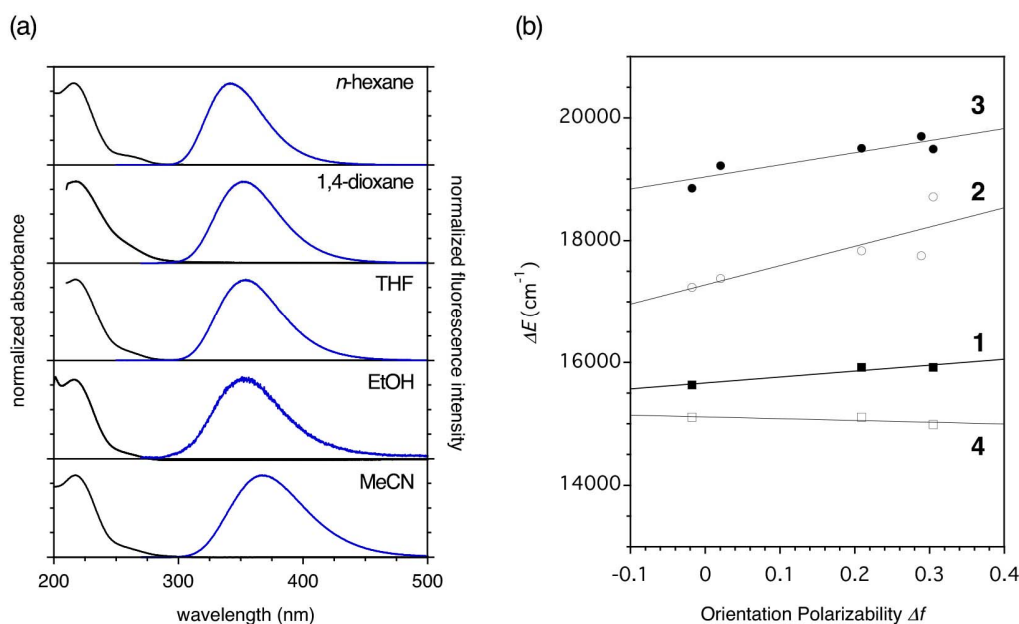 (a)
n-hexane
1,4-dioxane
THF
EtOH
MeCN
normalized absorbance
normalized fluorescence intensity
200 300 400 500
wavelength (nm)
(b)
20000
18000
16000
14000
ΔE (cm⁻¹)
3
2
1
4
-0.1 0 0.1 0.2 0.3 0.4
Orientation Polarizability Δf